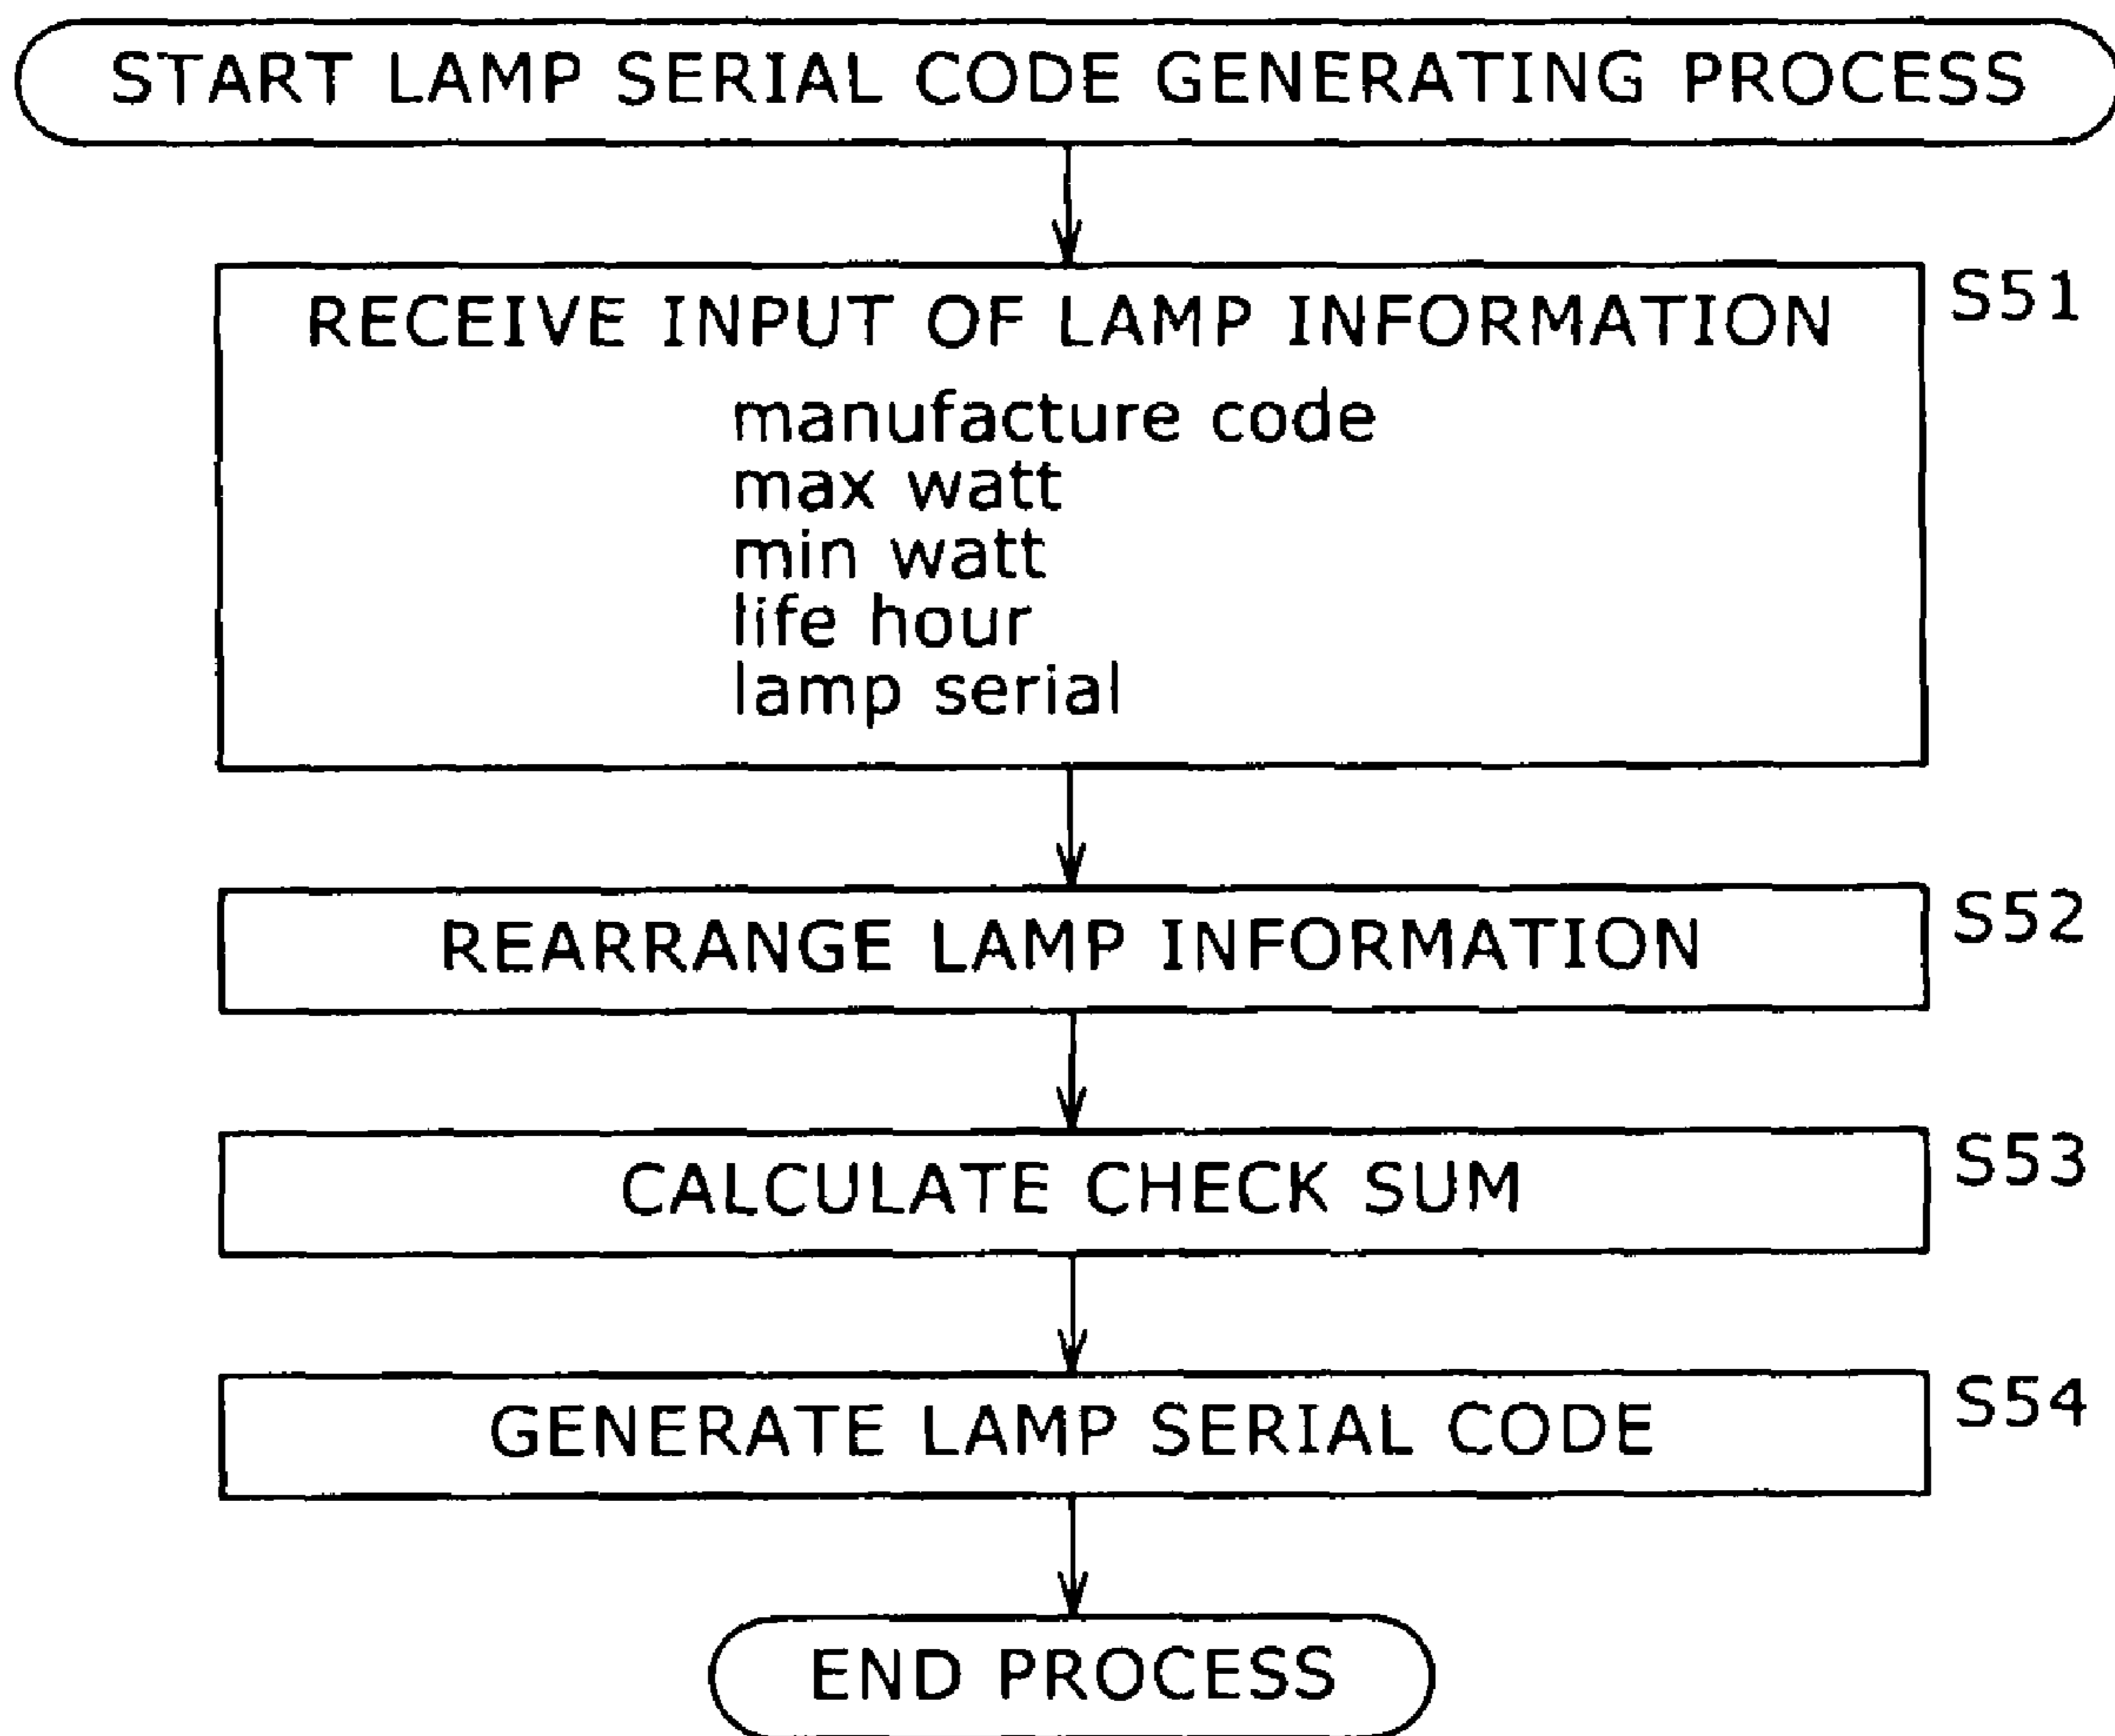 START LAMP SERIAL CODE GENERATING PROCESS
RECEIVE INPUT OF LAMP INFORMATION S51
manufacture code
max watt
min watt
life hour
lamp serial
REARRANGE LAMP INFORMATION S52
CALCULATE CHECK SUM S53
GENERATE LAMP SERIAL CODE S54
END PROCESS